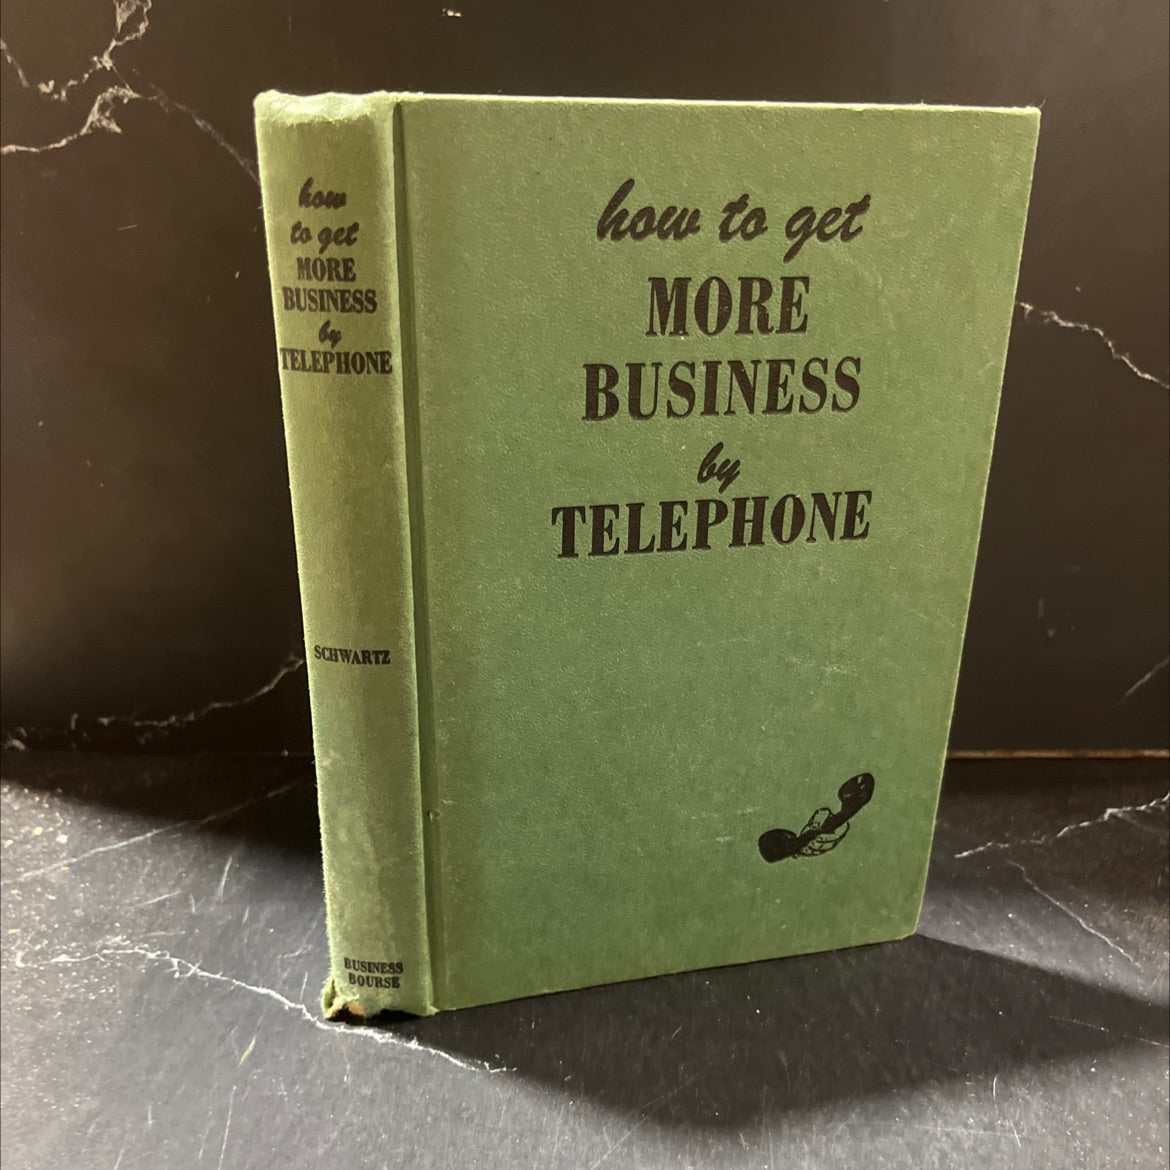 how
to get
MORE
BUSINESS
by
TELEPHONE
SCHWARTZ
BUSINESS
BOURSE
how to get
MORE
BUSINESS
by
TELEPHONE